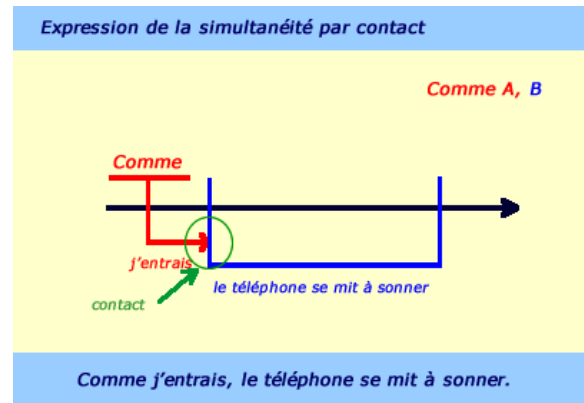 Expression de la simultanéité par contact
Comme A, B
Comme
j'entrais
le téléphone se mit à sonner
contact
Comme j'entrais, le téléphone se mit à sonner.